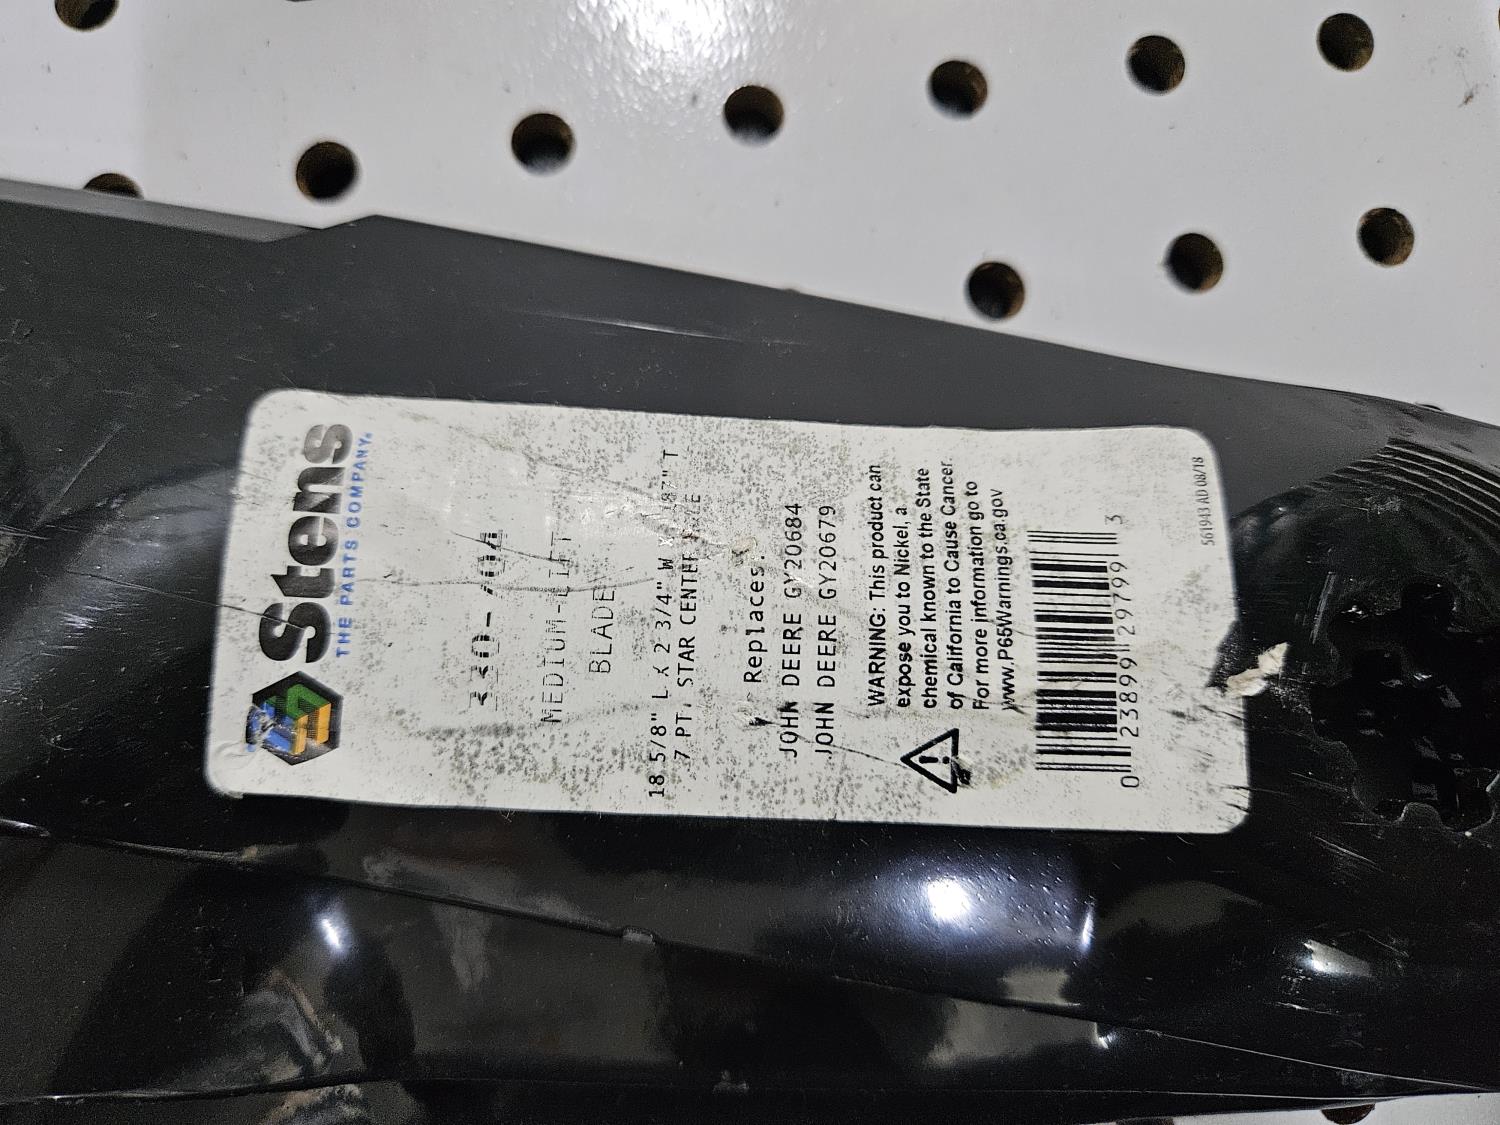 Stens
THE PARTS COMPANY®
330-404
MEDIUM-LIFT
BLADE
18 5/8" L X 2 3/4" W X .187" T
7 PT. STAR CENTER HOLE
Replaces:
JOHN DEERE GY20684
JOHN DEERE GY20679
WARNING: This product can
expose you to Nickel, a
chemical known to the State
of California to Cause Cancer.
For more information go to
www.P65Warnings.ca.gov
0 23899 29799 3
561943 AD 08/18